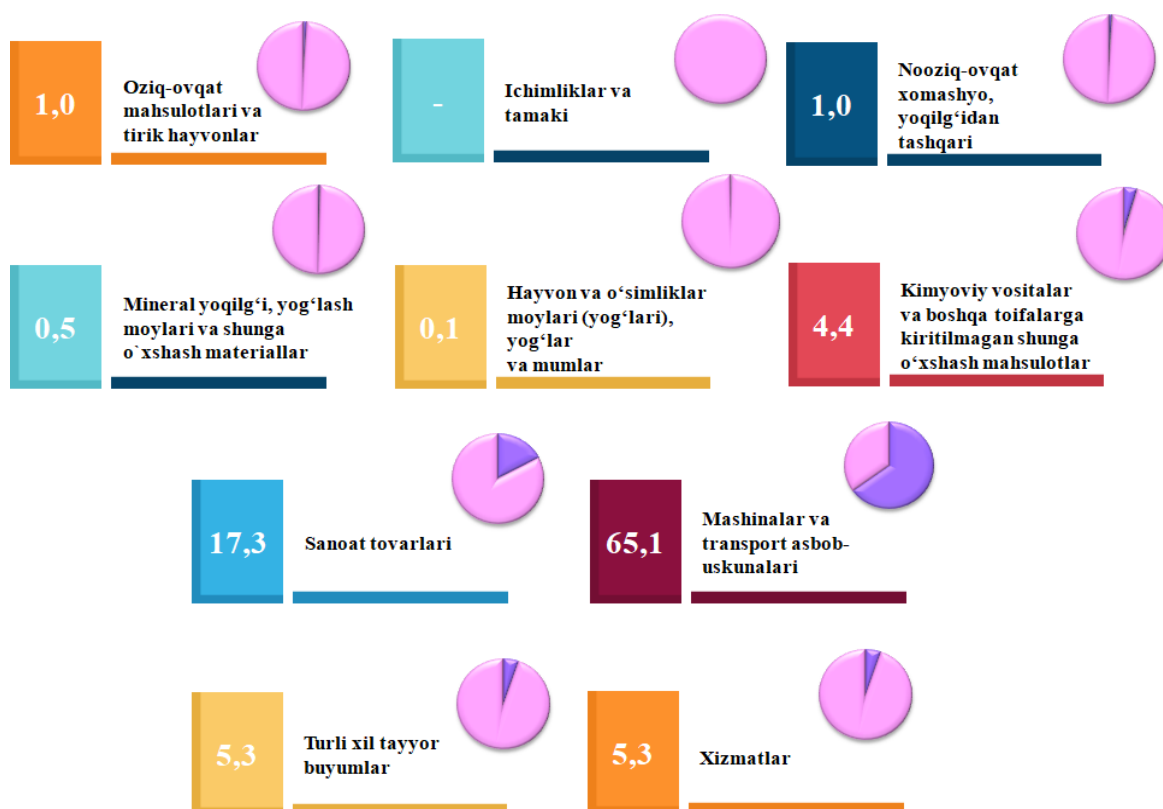 1,0
Oziq-ovqat
mahsulotlari va
tirik hayvonlar
-
Ichimliklar va
tamaki
1,0
Nooziq-ovqat
xomashyo,
yoqilg‘idan
tashqari
0,5
Mineral yoqilg‘i, yog‘lash
moylari va shunga
o`xshash materiallar
0,1
Hayvon va o‘simliklar
moylari (yog‘lari),
yog‘lar
va mumlar
4,4
Kimyoviy vositalar
va boshqa toifalarga
kiritilmagan shunga
o‘xshash mahsulotlar
17,3
Sanoat tovarlari
65,1
Mashinalar va
transport asbob-
uskunalari
5,3
Turli xil tayyor
buyumlar
5,3
Xizmatlar